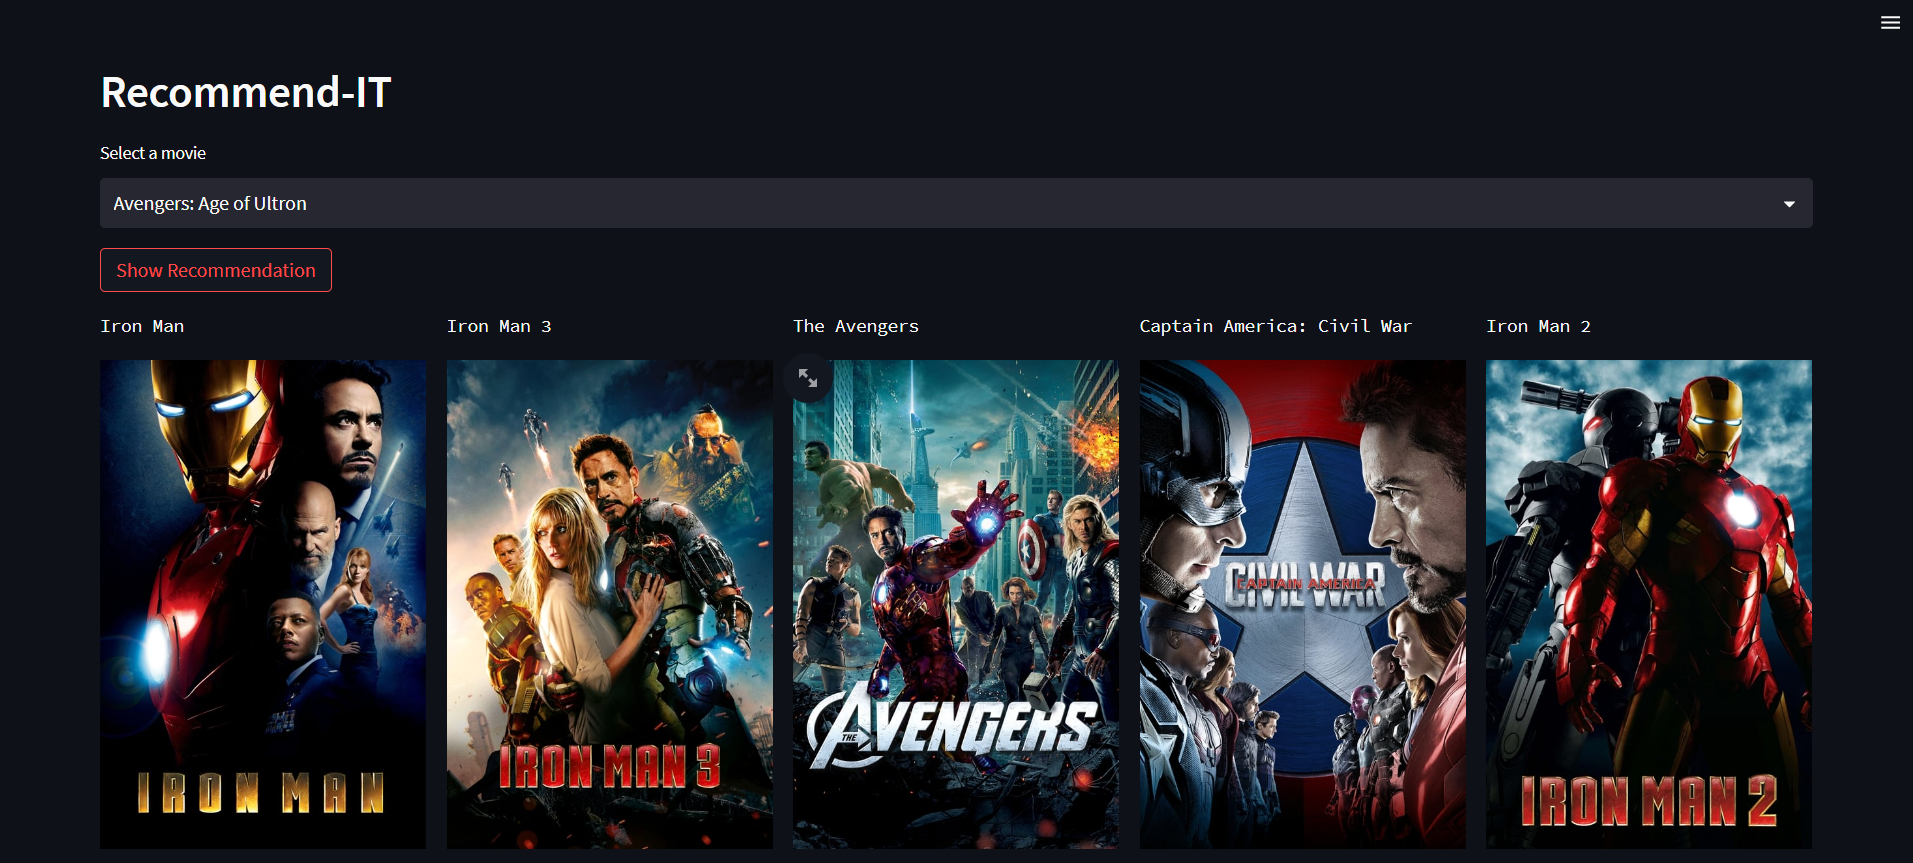 Recommend-IT
Select a movie
Avengers: Age of Ultron
Show Recommendation
Iron Man
Iron Man 3
The Avengers
Captain America: Civil War
Iron Man 2
IRON MAN
IRON MAN 3
THE AVENGERS
CAPTAIN AMERICA
CIVIL WAR
IRON MAN 2